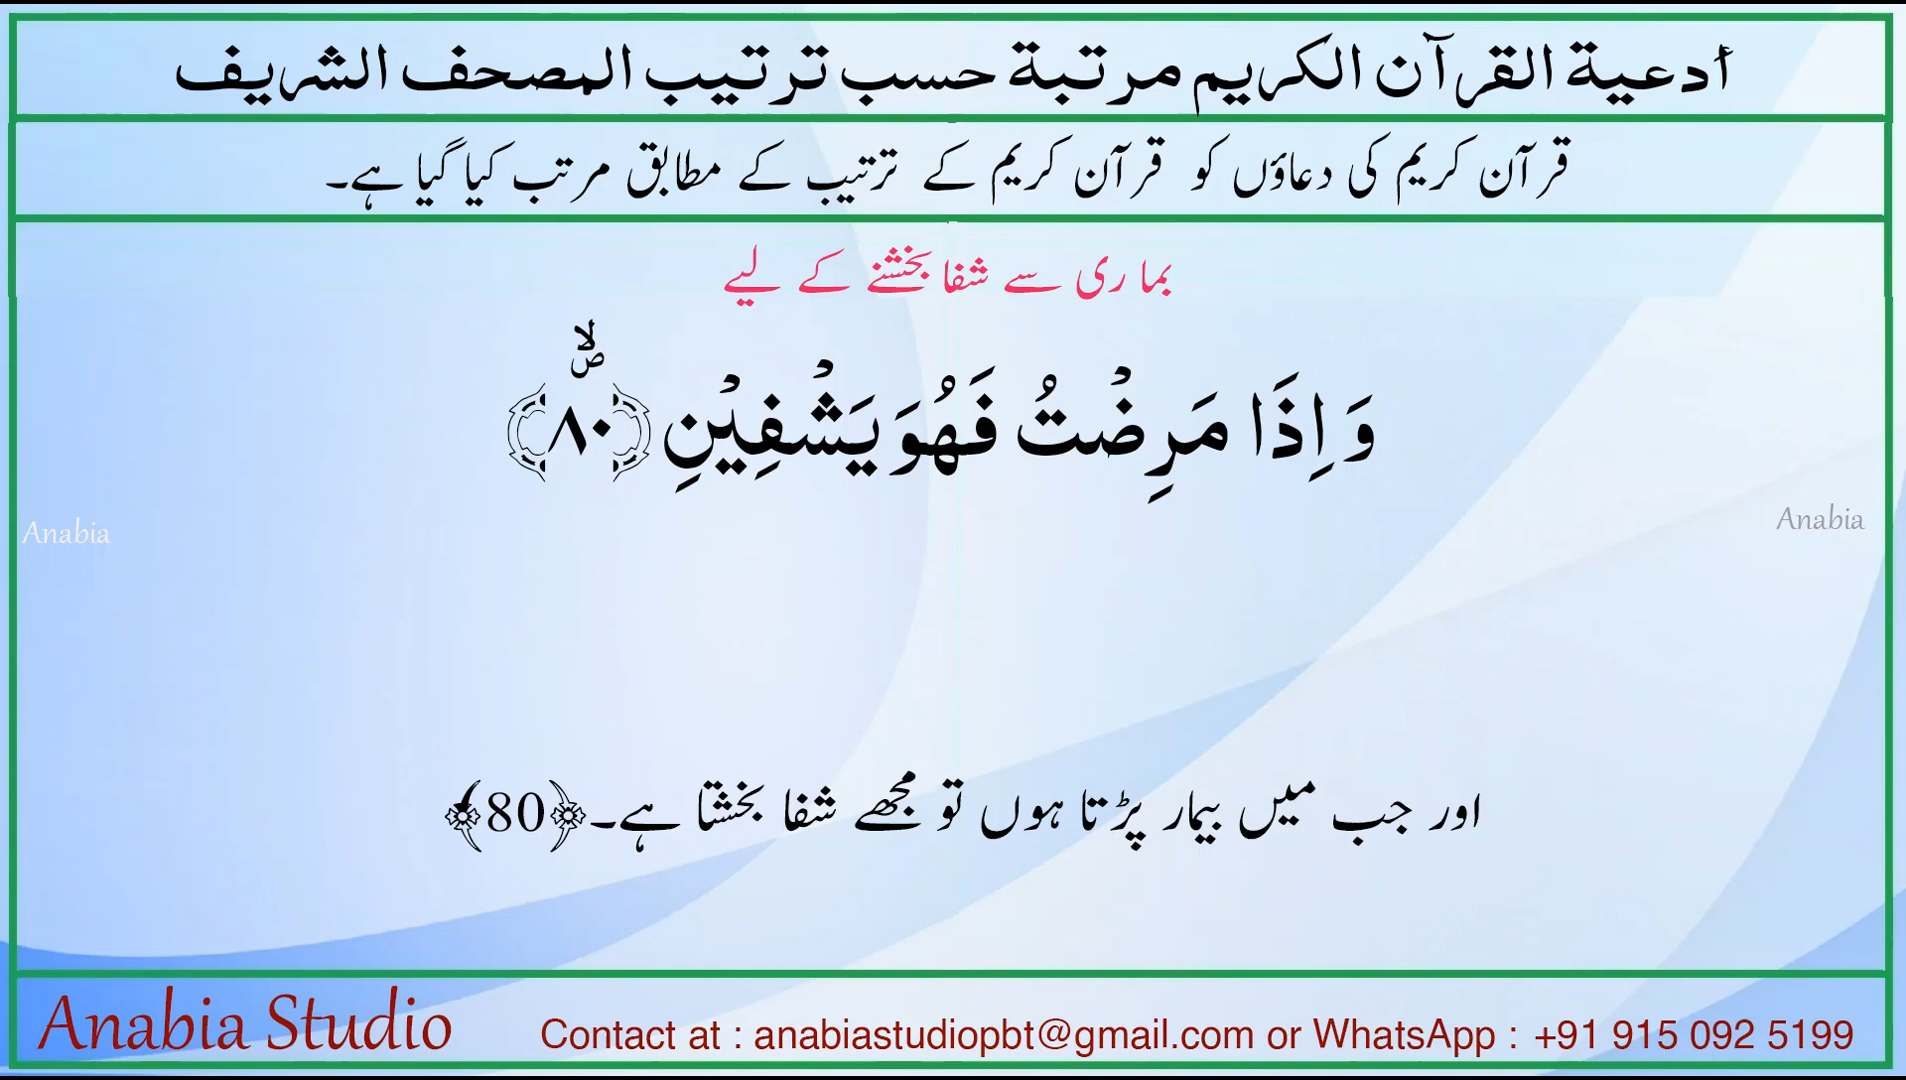 أدعية القرآن الكريم مرتبة حسب ترتيب المصحف الشريف
قرآن کریم کی دعاؤں کو قرآن کریم کے ترتیب کے مطابق مرتب کیا گیا ہے۔
بماری سے شفا بخشنے کے لیے
وَ اِذَا مَرِضْتُ فَهُوَ یَشْفِیْنِ ﴿۸۰﴾۪ۙ
Anabia
Anabia
اور جب میں بیمار پڑتا ہوں تو مجھے شفا بخشتا ہے۔﴿80﴾
Anabia Studio
Contact at : anabiastudiopbt@gmail.com or WhatsApp : +91 915 092 5199